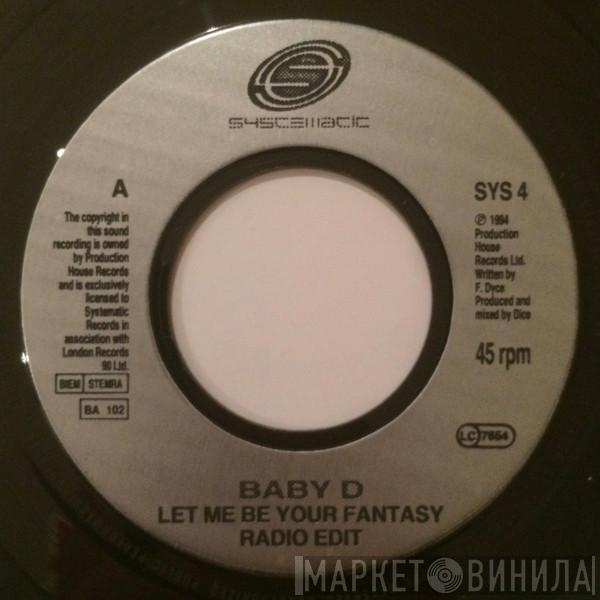 SYSTEMATIC
A
The copyright in
this sound
recording is owned
by Production
House Records
and is exclusively
licensed to
Systematic
Records in
association with
London Records
90 Ltd.
BIEM STEMRA
BA 102
SYS 4
℗ 1994
Production
House
Records Ltd.
Written by
F. Dyce
Produced and
mixed by Dice
45 rpm
LC 7654
BABY D
LET ME BE YOUR FANTASY
RADIO EDIT
МАРКЕТ ВИНИЛА